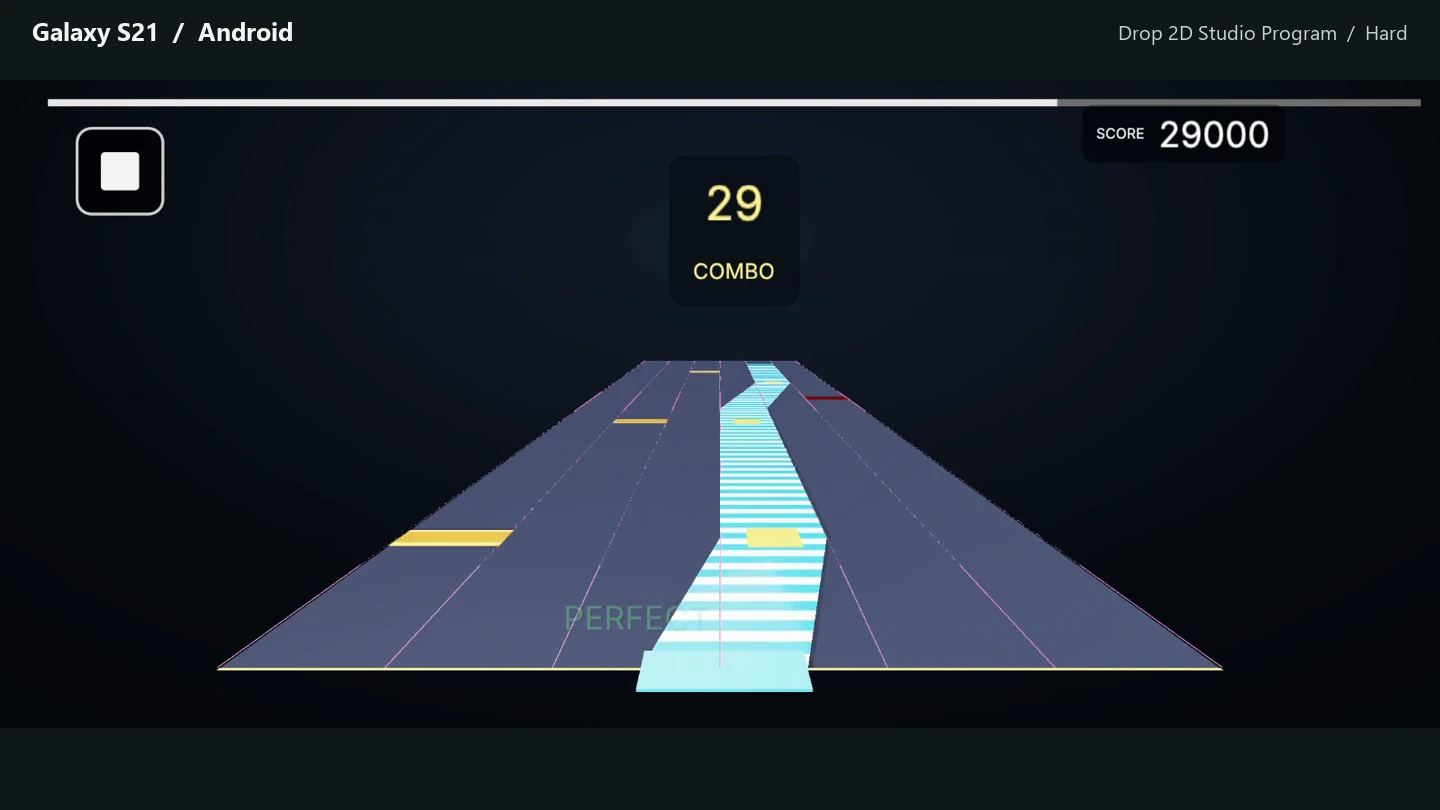 Galaxy S21 / Android
Drop 2D Studio Program / Hard
SCORE 29000
29
COMBO
PERFECT